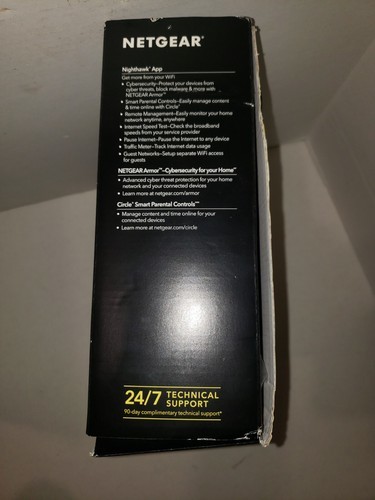 NETGEAR®
Nighthawk® App
Get more from your WiFi
• Cybersecurity–Protect your devices from
cyber threats, block malware & more with
NETGEAR Armor™
• Smart Parental Controls–Easily manage content
& time online with Circle®
• Remote Management–Easily monitor your home
network anytime, anywhere
• Internet Speed Test–Check the broadband
speeds from your service provider
• Pause Internet–Pause the Internet to any device
• Traffic Meter–Track Internet data usage
• Guest Networks–Setup separate WiFi access
for guests
NETGEAR Armor™–Cybersecurity for your Home**
• Advanced cyber threat protection for your home
network and your connected devices
• Learn more at netgear.com/armor
Circle® Smart Parental Controls***
• Manage content and time online for your
connected devices
• Learn more at netgear.com/circle
24/7 TECHNICAL
SUPPORT
90-day complimentary technical support*